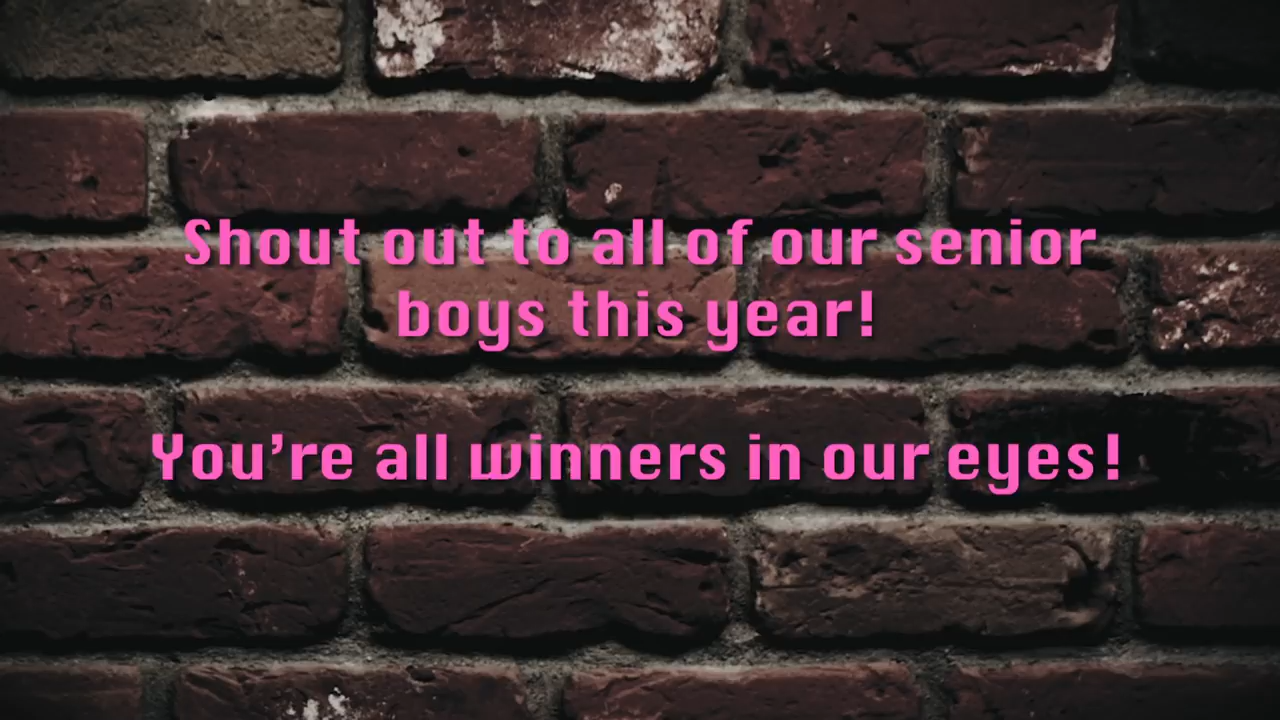 Shout out to all of our senior
boys this year!
You’re all winners in our eyes!